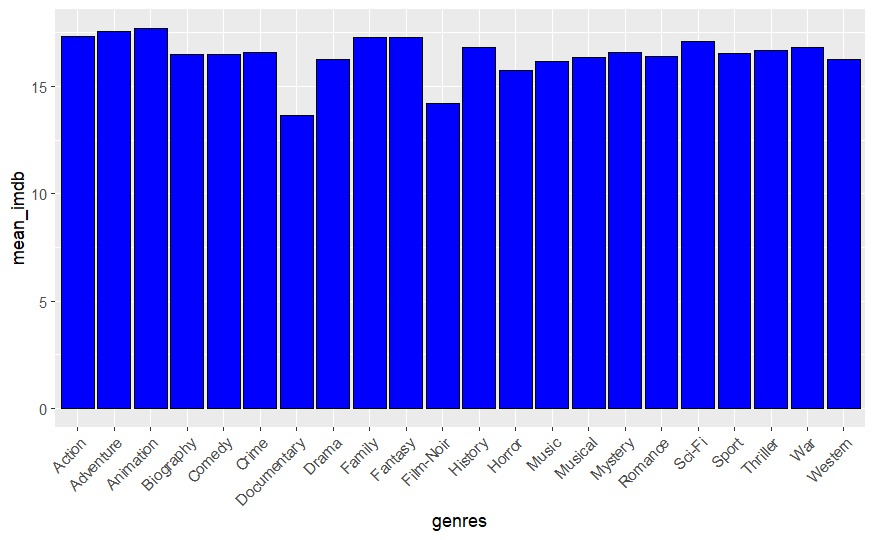 mean_imdb
15
10
5
0
Action
Adventure
Animation
Biography
Comedy
Crime
Documentary
Drama
Family
Fantasy
Film-Noir
History
Horror
Music
Musical
Mystery
Romance
Sci-Fi
Sport
Thriller
War
Western
genres